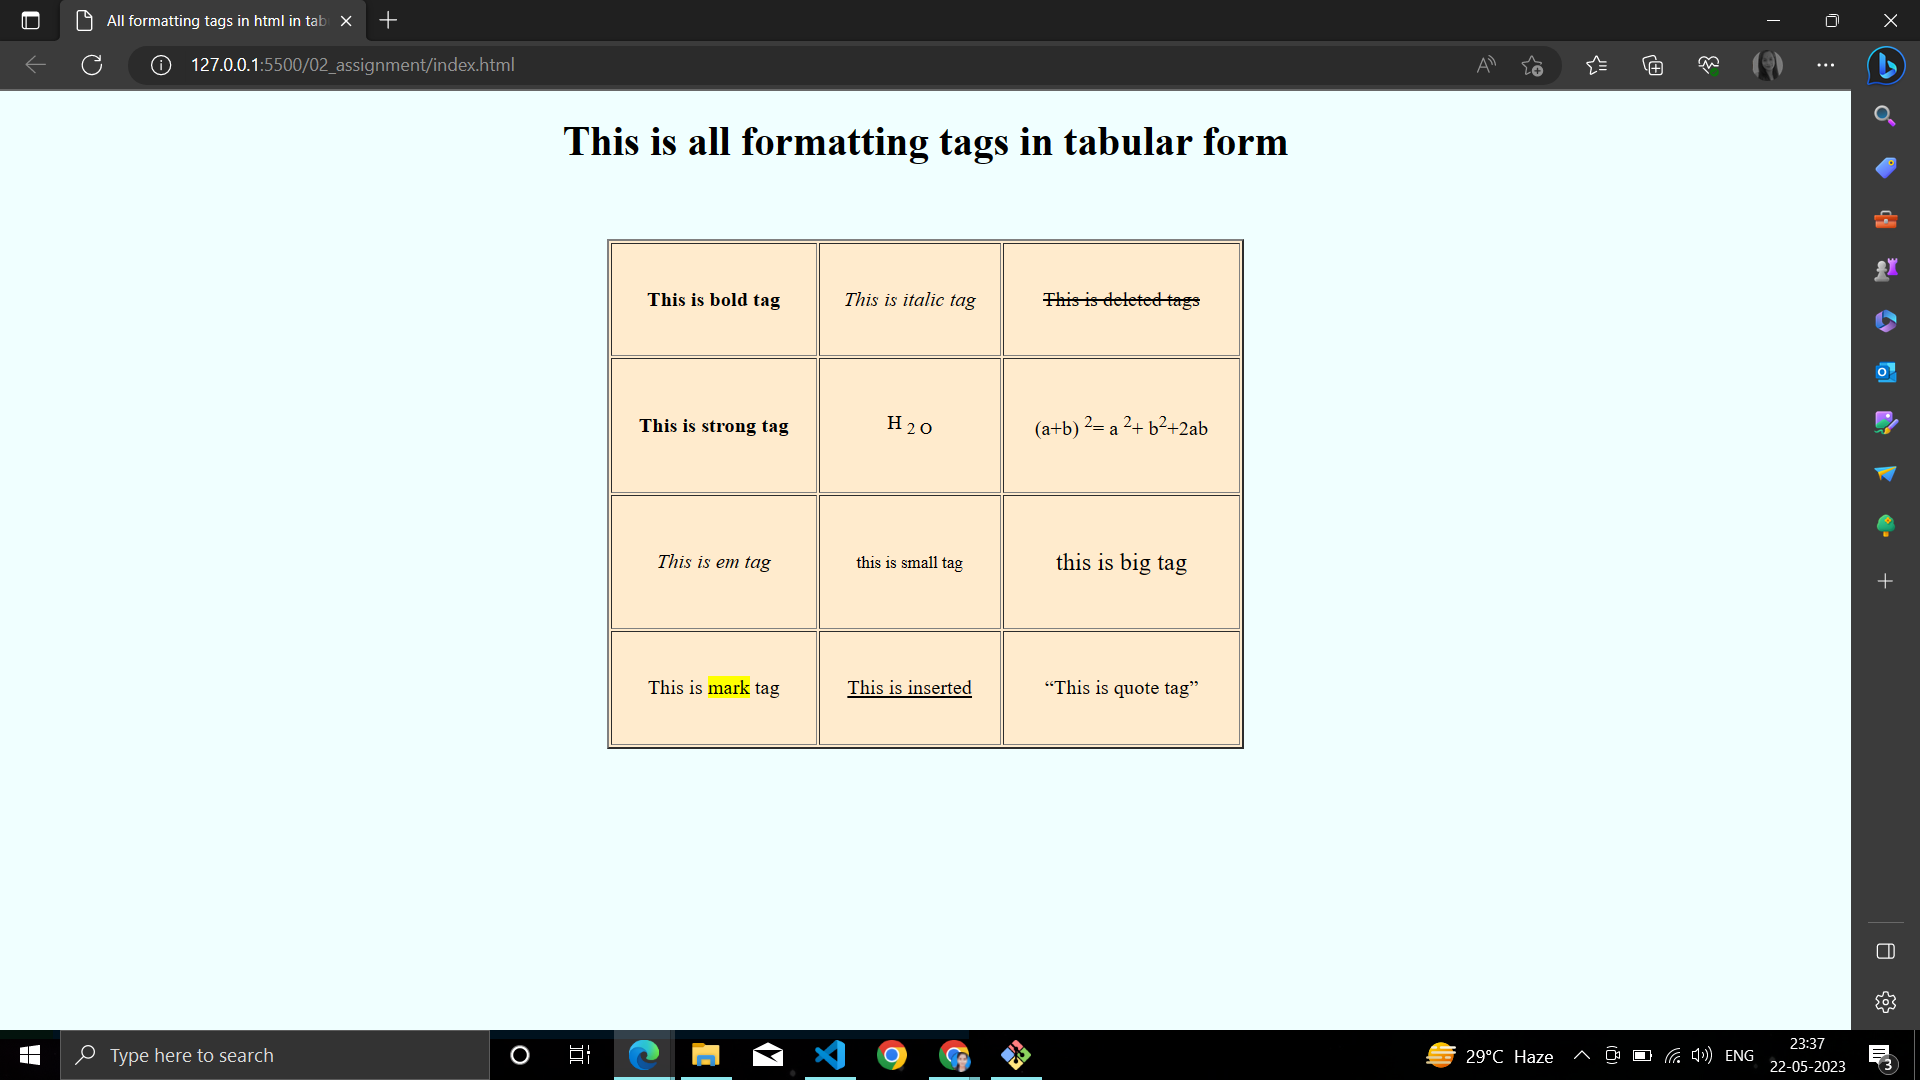 All formatting tags in html in tab
127.0.0.1:5500/02_assignment/index.html
This is all formatting tags in tabular form
This is bold tag This is italic tag This is deleted tags
This is strong tag H 2 O (a+b) 2= a 2+ b2+2ab
This is em tag this is small tag this is big tag
This is mark tag This is inserted “This is quote tag”
Type here to search
29°C Haze
ENG
23:37
22-05-2023
3